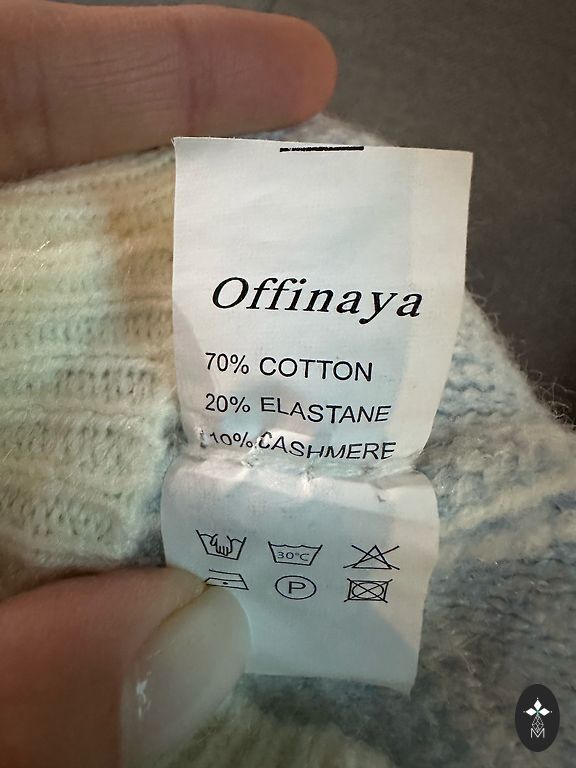 Offinaya
70% COTTON
20% ELASTANE
10% CASHMERE
30°C
P
M